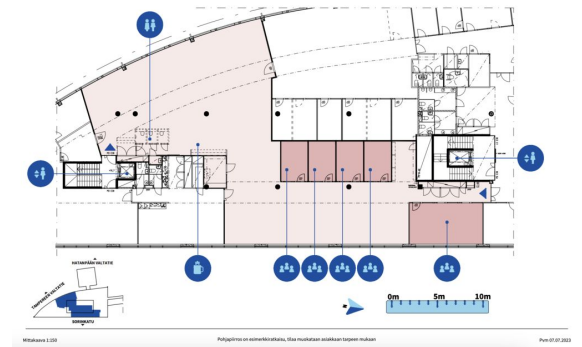 HATANPÄÄN VALTATIE
TAMPEREEN VALTATIE
SORINKATU
0m 5m 10m
Mittakaava 1:150
Pohjapiirros on esimerkkiratkaisu, tilaa muokataan asiakkaan tarpeen mukaan
Pvm 07.07.2023